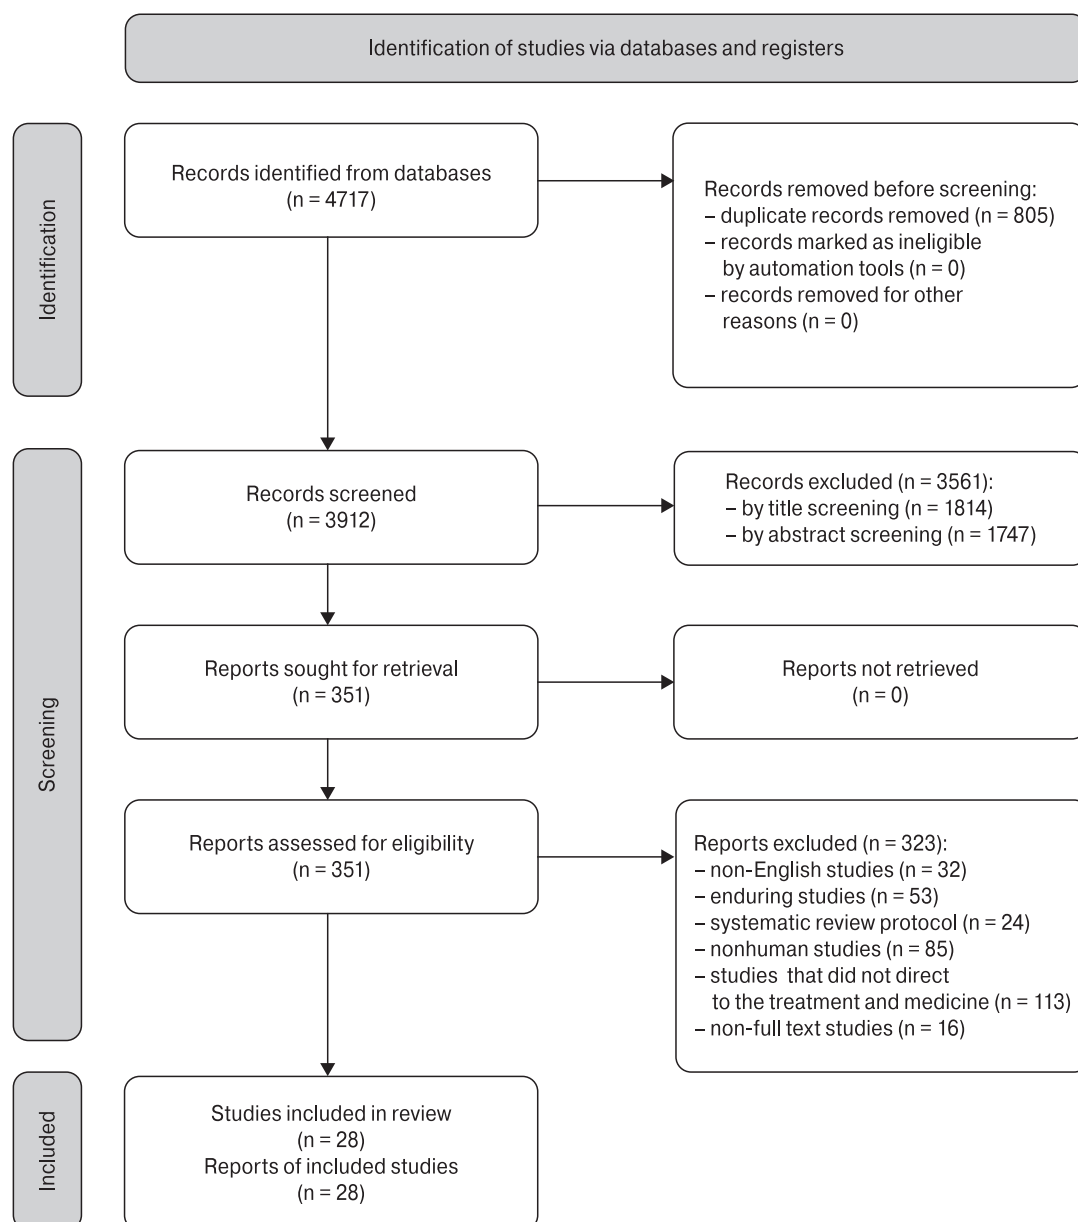 Identification of studies via databases and registers
Identification
Records identified from databases
(n = 4717)
Records removed before screening:
– duplicate records removed (n = 805)
– records marked as ineligible
by automation tools (n = 0)
– records removed for other
reasons (n = 0)
Screening
Records screened
(n = 3912)
Records excluded (n = 3561):
– by title screening (n = 1814)
– by abstract screening (n = 1747)
Reports sought for retrieval
(n = 351)
Reports not retrieved
(n = 0)
Reports assessed for eligibility
(n = 351)
Reports excluded (n = 323):
– non-English studies (n = 32)
– enduring studies (n = 53)
– systematic review protocol (n = 24)
– nonhuman studies (n = 85)
– studies that did not direct
to the treatment and medicine (n = 113)
– non-full text studies (n = 16)
Included
Studies included in review
(n = 28)
Reports of included studies
(n = 28)